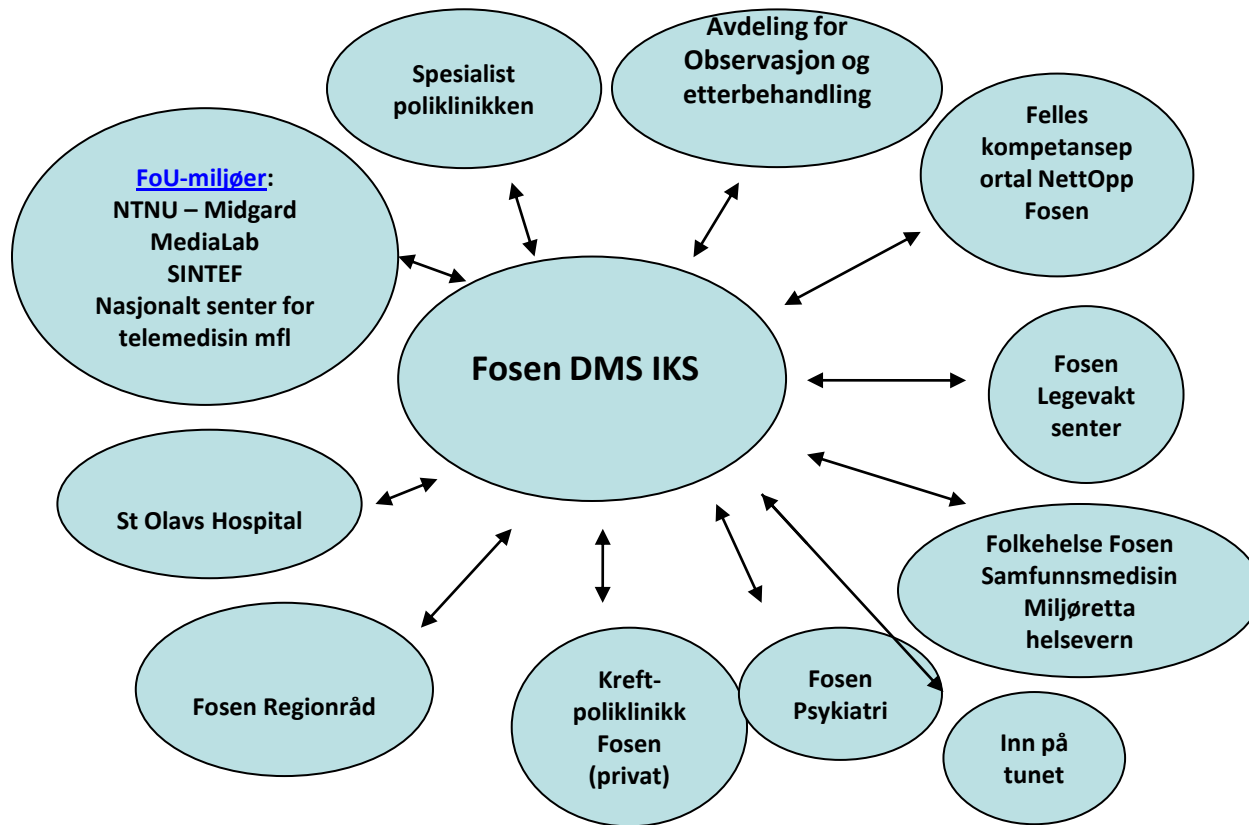 Spesialist
poliklinikken
Avdeling for
Observasjon og
etterbehandling
Felles
kompetansep
ortal NettOpp
Fosen
FoU-miljøer:
NTNU – Midgard
MediaLab
SINTEF
Nasjonalt senter for
telemedisin mfl
Fosen DMS IKS
Fosen
Legevakt
senter
St Olavs Hospital
Folkehelse Fosen
Samfunnsmedisin
Miljøretta
helsevern
Fosen Regionråd
Kreft-
poliklinikk
Fosen
(privat)
Fosen
Psykiatri
Inn på
tunet